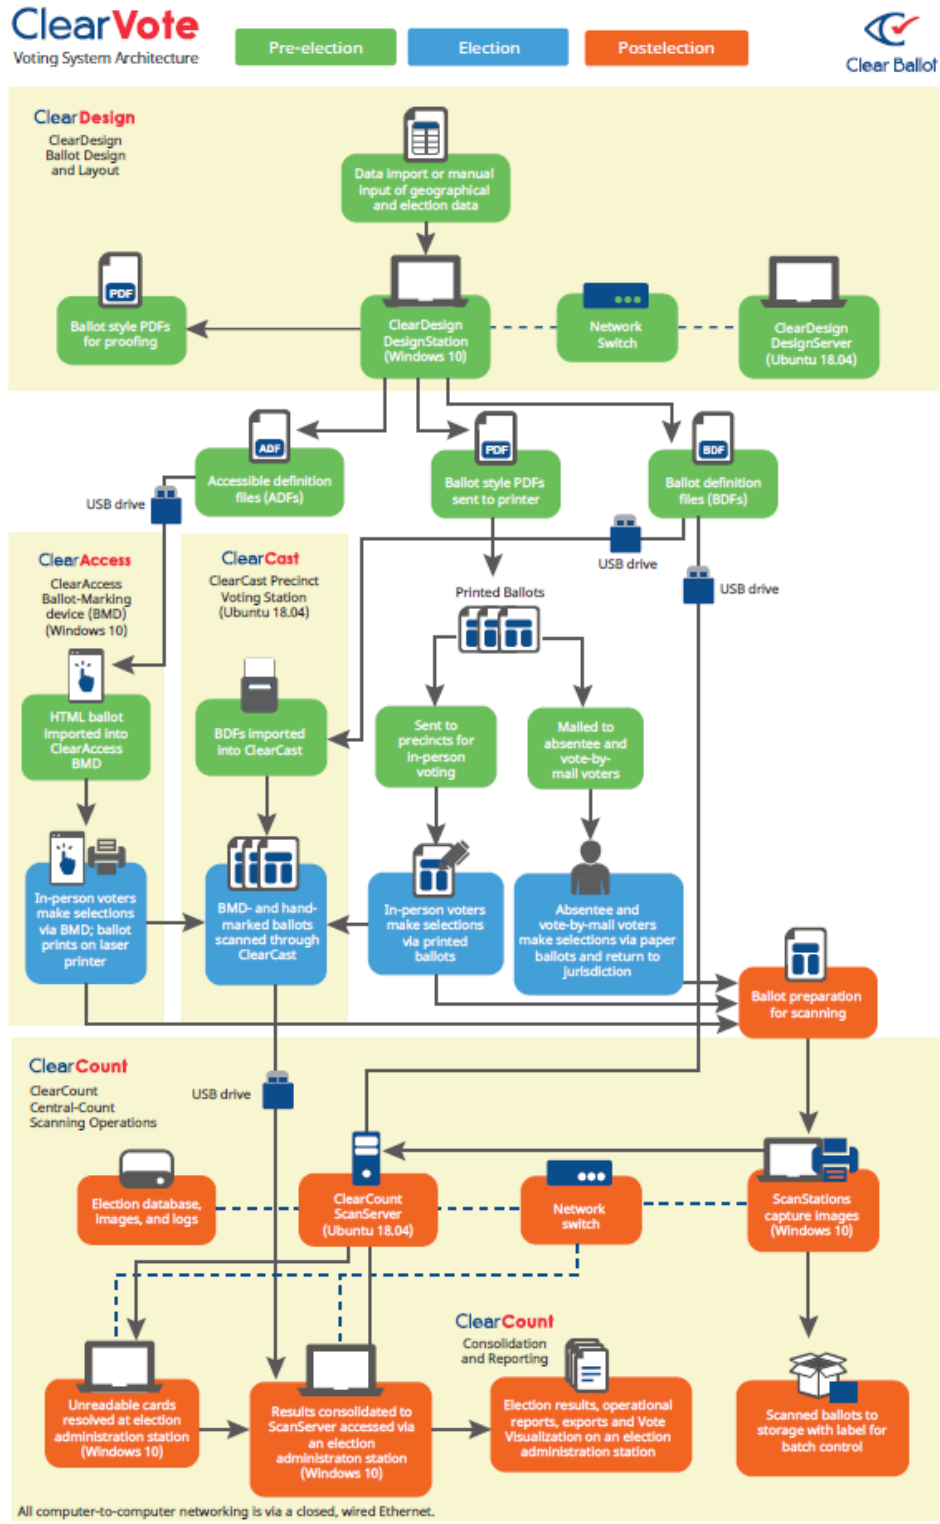 ClearVote
Voting System Architecture
Pre-election
Election
Postelection
Clear Ballot
ClearDesign
ClearDesign
Ballot Design
and Layout
Data import or manual
input of geographical
and election data
PDF
Ballot style PDFs
for proofing
ClearDesign
DesignStation
(Windows 10)
Network
Switch
ClearDesign
DesignServer
(Ubuntu 18.04)
ADF
Accessible definition
files (ADFs)
PDF
Ballot style PDFs
sent to printer
BDF
Ballot definition
files (BDFs)
USB drive
USB drive
USB drive
ClearAccess
ClearAccess
Ballot-Marking
device (BMD)
(Windows 10)
ClearCast
ClearCast Precinct
Voting Station
(Ubuntu 18.04)
Printed Ballots
HTML ballot
imported into
ClearAccess
BMD
BDFs imported
into ClearCast
Sent to
precincts for
in-person
voting
Mailed to
absentee and
vote-by-
mail voters
In-person voters
make selections
via BMD; ballot
prints on laser
printer
BMD- and hand-
marked ballots
scanned through
ClearCast
In-person voters
make selections
via printed
ballots
Absentee and
vote-by-mail voters
make selections via paper
ballots and return to
jurisdiction
Ballot preparation
for scanning
ClearCount
ClearCount
Central-Count
Scanning Operations
USB drive
Election database,
images, and logs
ClearCount
ScanServer
(Ubuntu 18.04)
Network
switch
ScanStations
capture images
(Windows 10)
ClearCount
Consolidation
and Reporting
Unreadable cards
resolved at election
administration station
(Windows 10)
Results consolidated to
ScanServer accessed via
an election
administraton station
(Windows 10)
Election results, operational
reports, exports and Vote
Visualization on an election
administration station
Scanned ballots to
storage with label for
batch control
All computer-to-computer networking is via a closed, wired Ethernet.